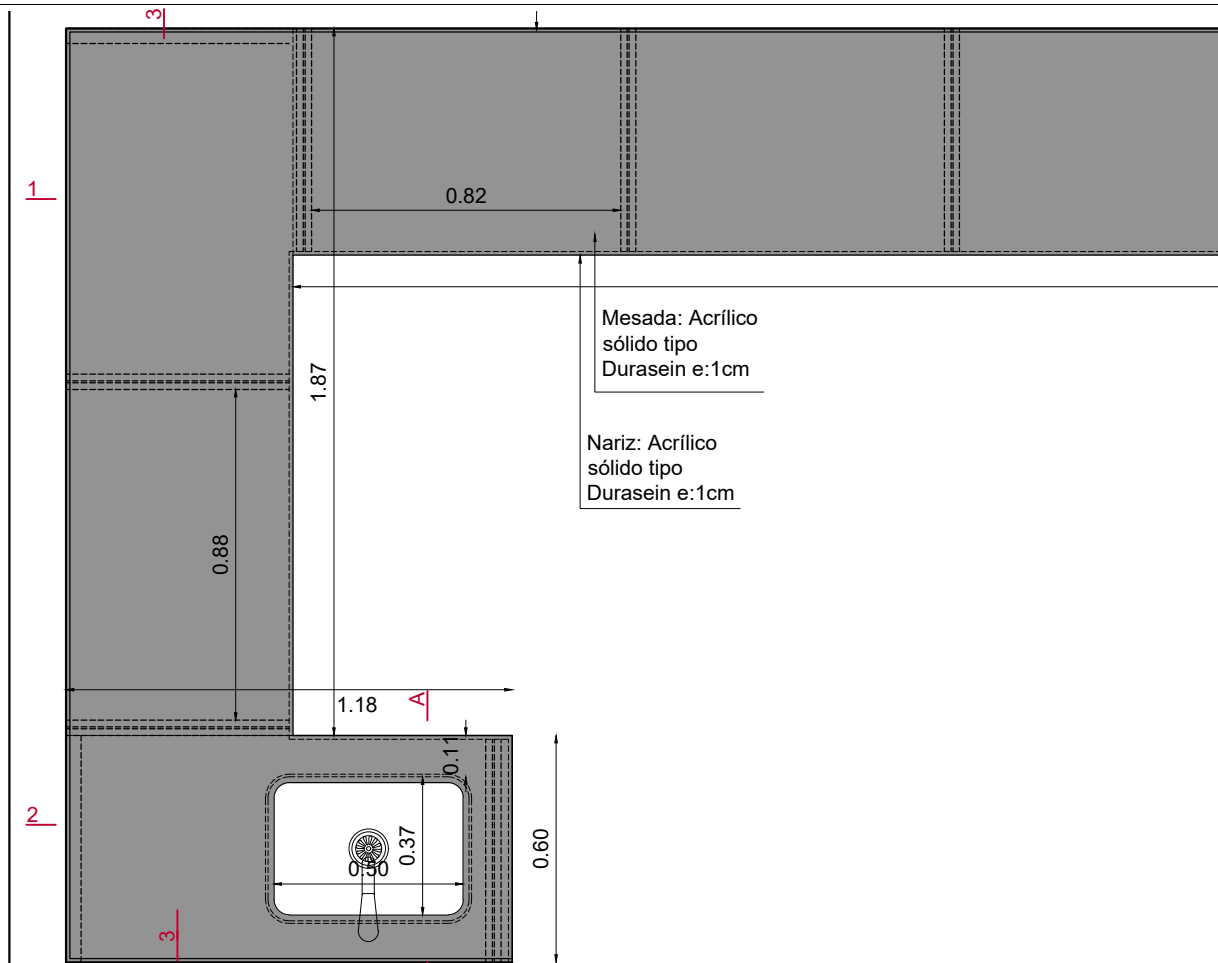 3
1
0.82
Mesada: Acrílico
sólido tipo
Durasein e:1cm
1.87
Nariz: Acrílico
sólido tipo
Durasein e:1cm
0.88
1.18
A
0.11
2
0.37
0.60
0.50
3